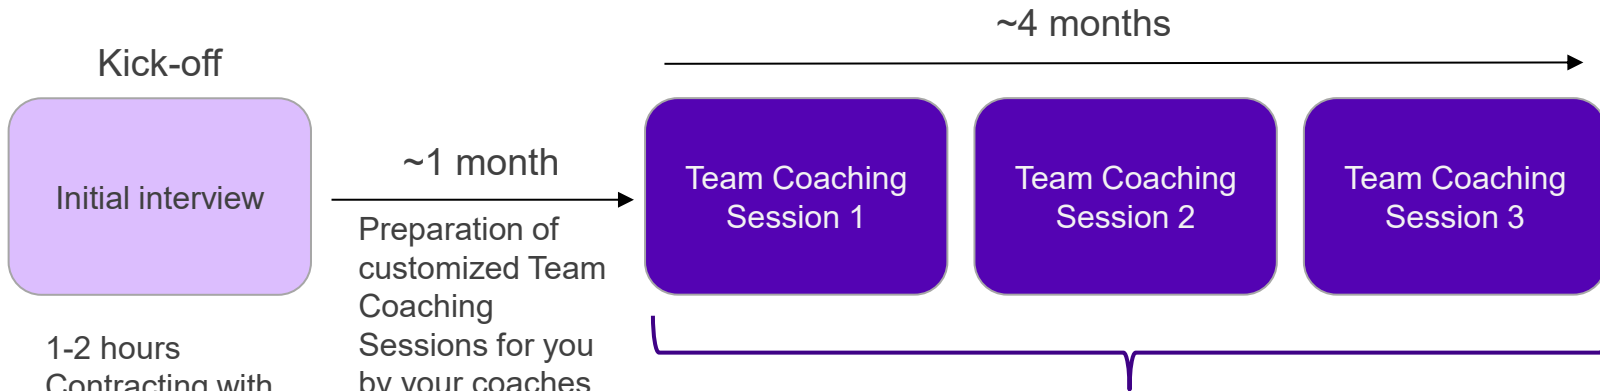 Kick-off
Initial interview
1-2 hours
Contracting with
~1 month
Preparation of
customized Team
Coaching
Sessions for you
by your coaches
~4 months
Team Coaching
Session 1
Team Coaching
Session 2
Team Coaching
Session 3